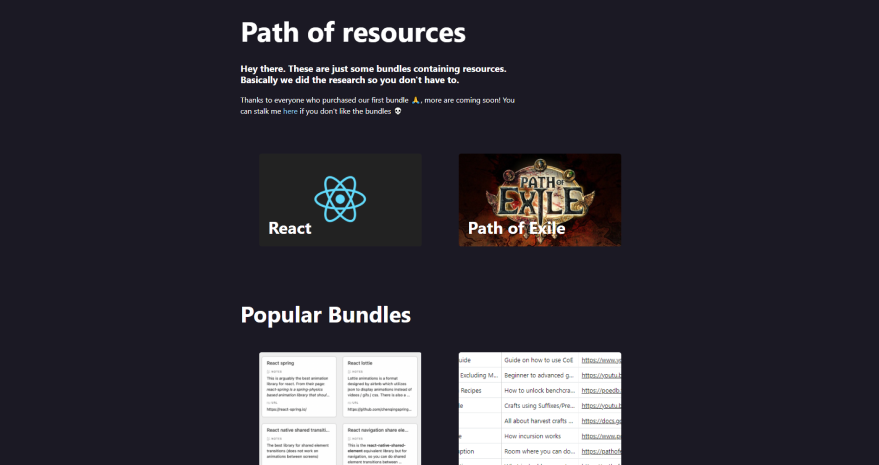 Path of resources
Hey there. These are just some bundles containing resources.
Basically we did the research so you don't have to.
Thanks to everyone who purchased our first bundle 🙏, more are coming soon! You
can stalk me here if you don't like the bundles 💀
React
PATH OF
EXILE
Path of Exile
Popular Bundles
React spring
NOTES
This is arguably the best animation
library for react. From their page:
react-spring is a spring-physics
based animation library that shoul...
URL
https://react-spring.io/
React lottie
NOTES
Lottie animations is a format
designed by airbnb which utilizes
json to display animations instead of
videos / gifs / css. There is also a ...
URL
https://github.com/chenqingspring...
React native shared transiti...
NOTES
The best library for shared element
transitions (does not work on
animations between screens)
React navigation share ele...
NOTES
This is the react-native-shared-
element equivalent library but for
navigation, so you can do shared
element transitions between ...
uide Guide on how to use CoE https://www.yo
Excluding M... Beginner to advanced g... https://youtu.b
Recipes How to unlock benchcra... https://poedb.
le Crafts using Suffixes/Pre... https://youtu.b
All about harvest crafts ... https://docs.go
e How incursion works https://www.po
ption Room where you can do... https://pathofe